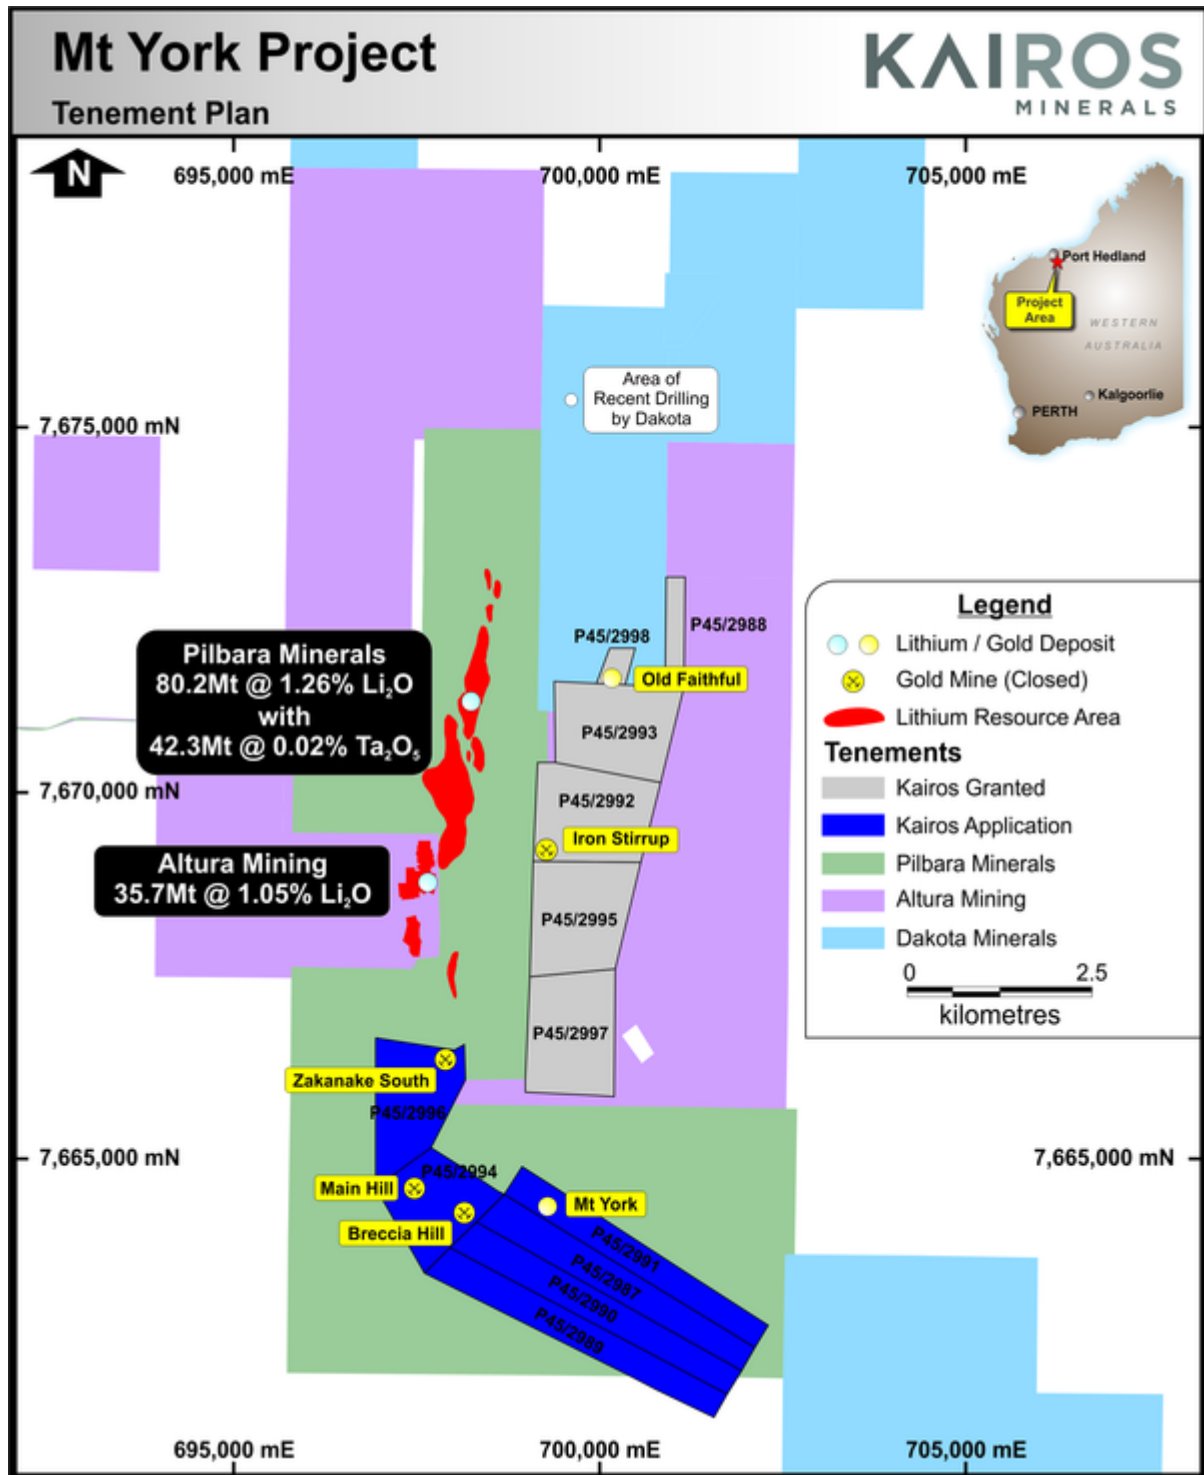 Mt York Project
Tenement Plan
KAIROS
MINERALS
N
695,000 mE
700,000 mE
705,000 mE
Port Hedland
Project
Area
WESTERN
AUSTRALIA
Kalgoorlie
PERTH
Area of
Recent Drilling
by Dakota
7,675,000 mN
P45/2988
P45/2998
Old Faithful
Pilbara Minerals
80.2Mt @ 1.26% Li₂O
with
42.3Mt @ 0.02% Ta₂O₅
P45/2993
7,670,000 mN
P45/2992
Iron Stirrup
Altura Mining
35.7Mt @ 1.05% Li₂O
P45/2995
P45/2997
Legend
Lithium / Gold Deposit
Gold Mine (Closed)
Lithium Resource Area
Tenements
Kairos Granted
Kairos Application
Pilbara Minerals
Altura Mining
Dakota Minerals
0 2.5
kilometres
Zakanake South
P45/2996
7,665,000 mN
7,665,000 mN
P45/2994
Main Hill
Mt York
Breccia Hill
P45/2991
P45/2987
P45/2990
P45/2989
695,000 mE
700,000 mE
705,000 mE